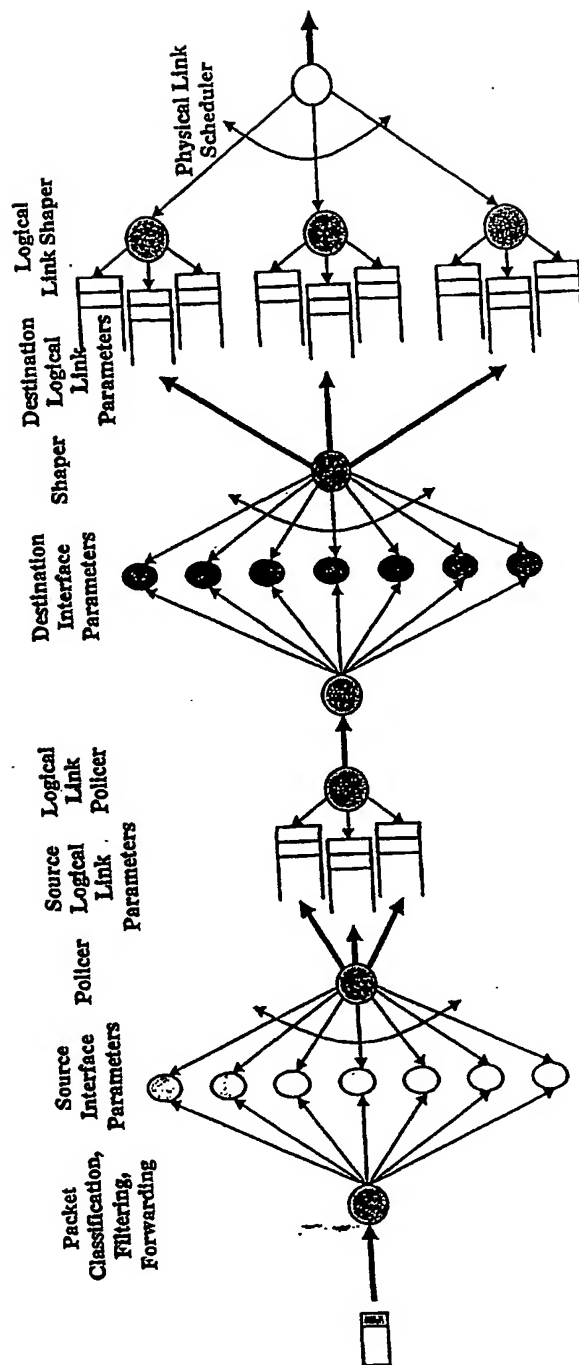 Packet
Classification,
Filtering,
Forwarding
Source
Interface
Parameters
Policer
Source
Logical
Link
Parameters
Logical
Link
Policer
Destination
Interface
Parameters
Shaper
Destination
Logical
Link
Parameters
Logical
Link Shaper
Physical Link
Scheduler